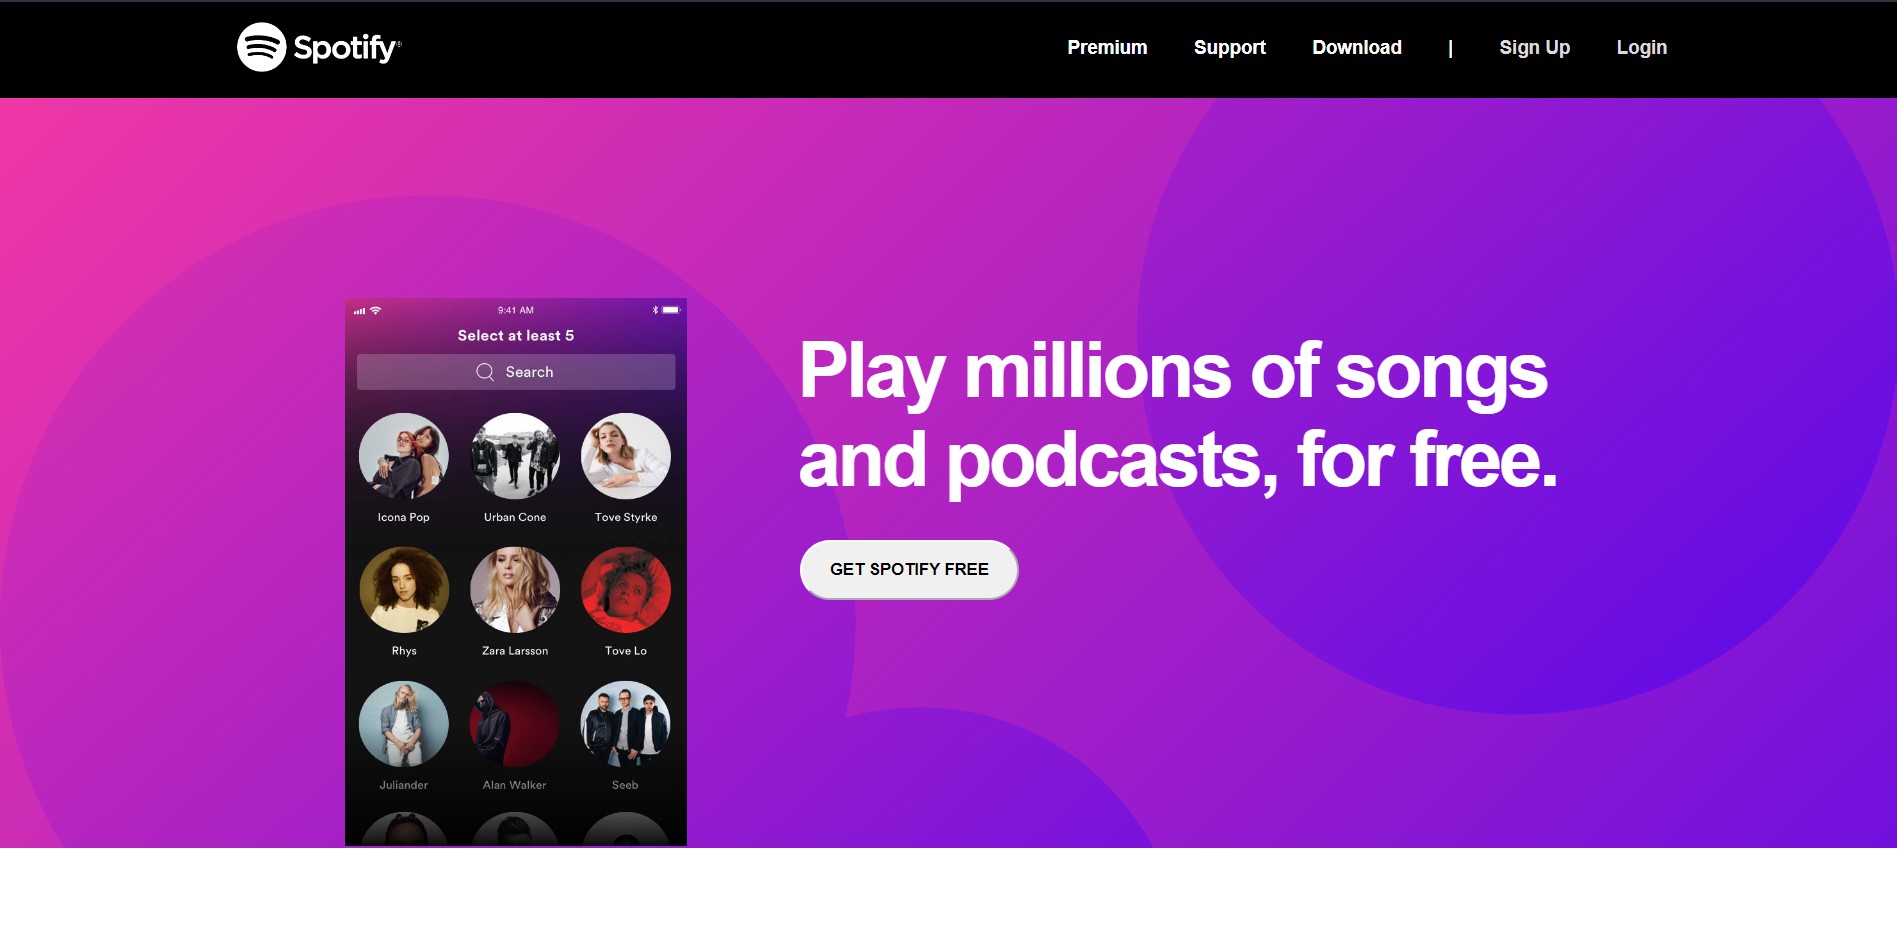 Spotify®
Premium Support Download | Sign Up Login
9:41 AM
Select at least 5
Search
Icona Pop Urban Cone Tove Styrke
Rhys Zara Larsson Tove Lo
Juliander Alan Walker Seeb
Play millions of songs
and podcasts, for free.
GET SPOTIFY FREE